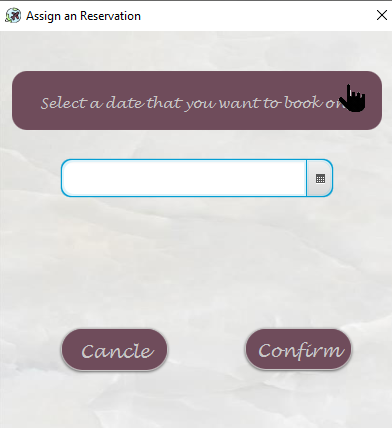 Assign an Reservation
Select a date that you want to book on
Cancle
Confirm